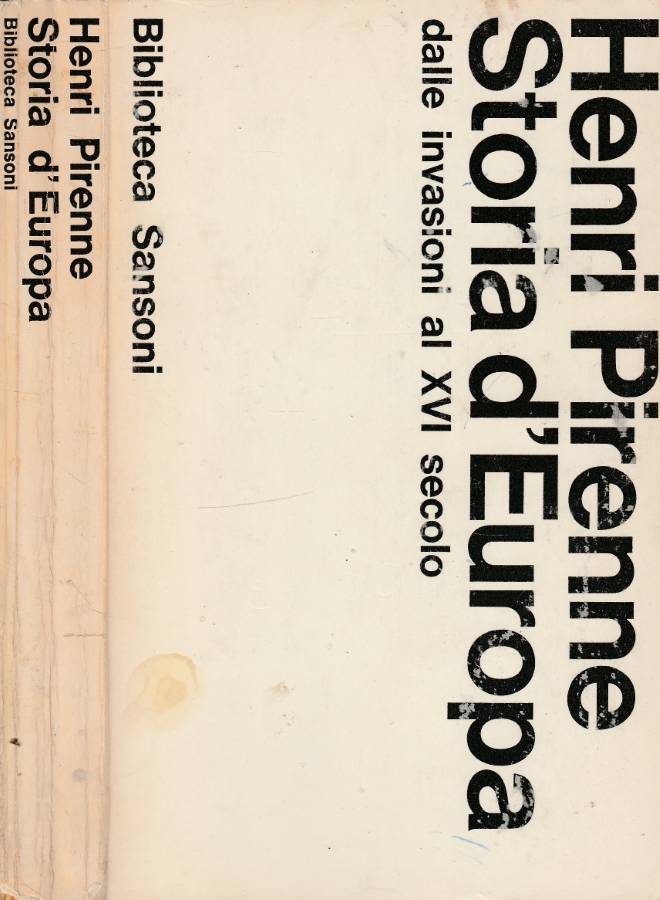 Henri Pirenne
Storia d'Europa
dalle invasioni al XVI secolo
Biblioteca Sansoni
Henri Pirenne
Storia d'Europa
Biblioteca Sansoni